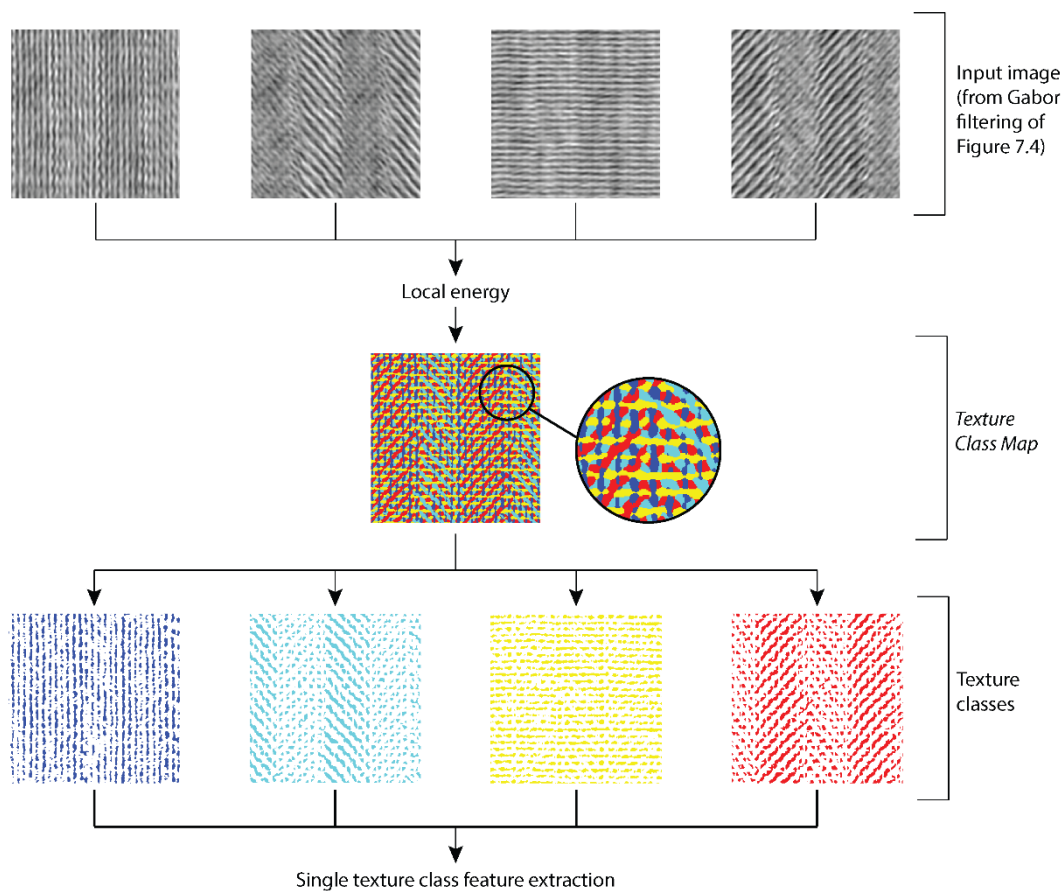 Input image
(from Gabor
filtering of
Figure 7.4)
Local energy
Texture
Class Map
Texture
classes
Single texture class feature extraction